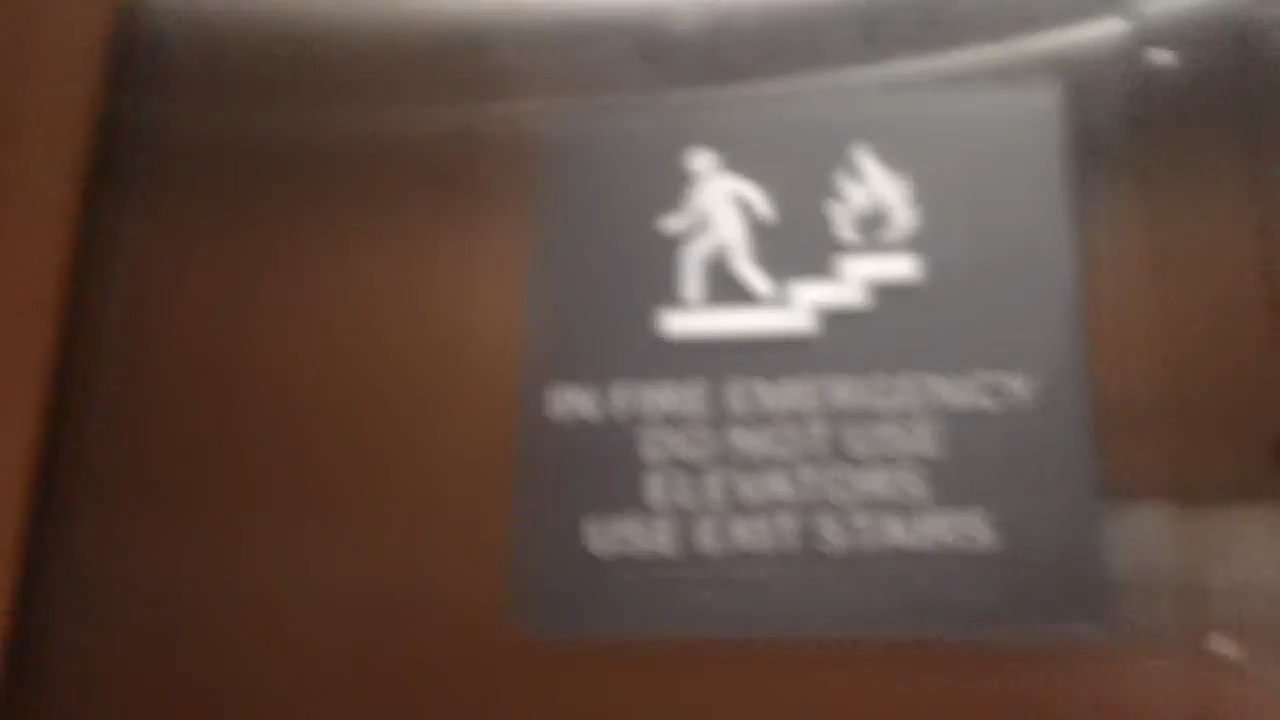 IN FIRE EMERGENCY
DO NOT USE
ELEVATORS.
USE EXIT STAIRS.